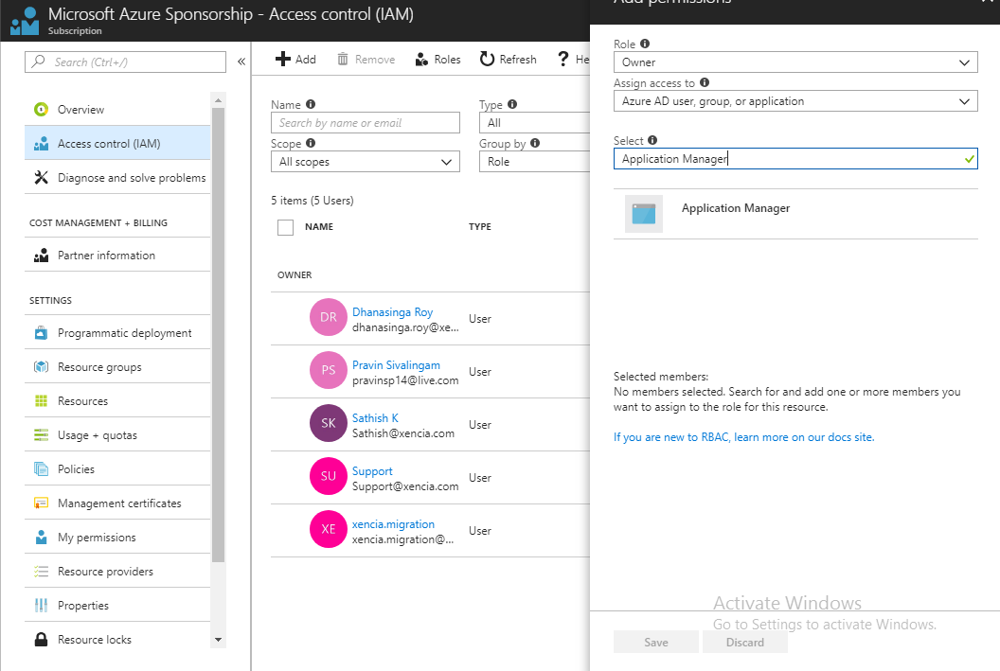 Microsoft Azure Sponsorship - Access control (IAM)
Subscription
Search (Ctrl+/)
«
Overview
Access control (IAM)
Diagnose and solve problems
COST MANAGEMENT + BILLING
Partner information
SETTINGS
Programmatic deployment
Resource groups
Resources
Usage + quotas
Policies
Management certificates
My permissions
Resource providers
Properties
Resource locks
Add Remove Roles Refresh ? He
Name
Search by name or email
Type
All
Scope
All scopes
Group by
Role
5 items (5 Users)
NAME TYPE
OWNER
DR Dhanasinga Roy User
dhanasinga.roy@xe...
PS Pravin Sivalingam User
pravinsp14@live.com
SK Sathish K User
Sathish@xencia.com
SU Support User
Support@xencia.com
XE xencia.migration User
xencia.migration@...
Add permissions
Role
Owner
Assign access to
Azure AD user, group, or application
Select
Application Manager
Application Manager
Selected members:
No members selected. Search for and add one or more members you
want to assign to the role for this resource.
If you are new to RBAC, learn more on our docs site.
Activate Windows
Go to Settings to activate Windows.
Save Discard